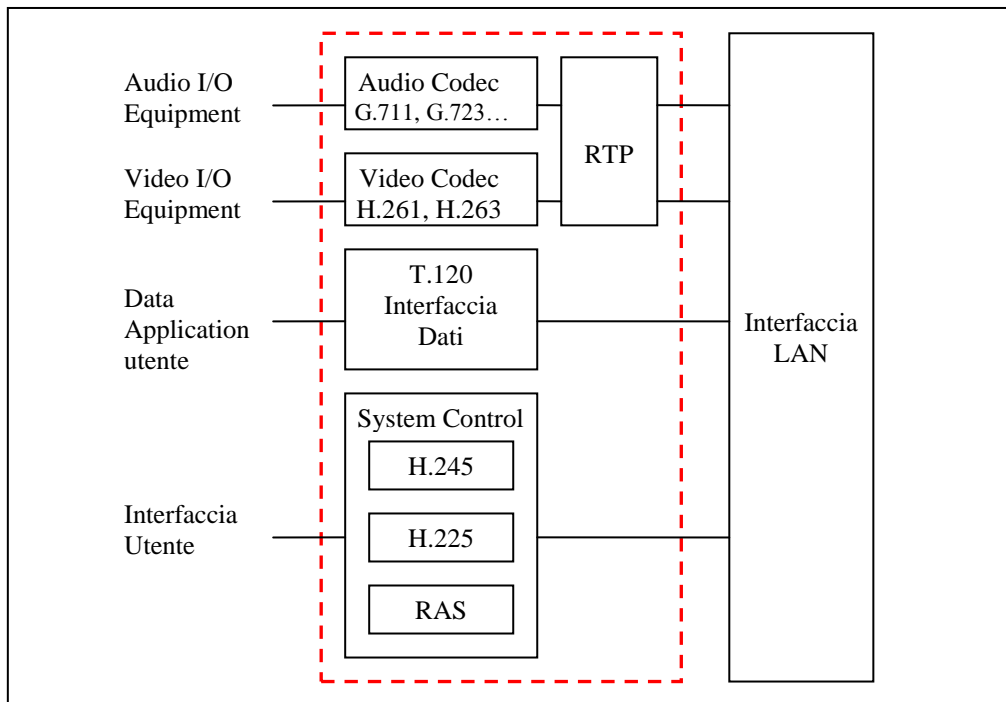 Audio I/O
Equipment
Audio Codec
G.711, G.723…
RTP
Video I/O
Equipment
Video Codec
H.261, H.263
Data
Application
utente
T.120
Interfaccia
Dati
Interfaccia
LAN
System Control
H.245
Interfaccia
Utente
H.225
RAS